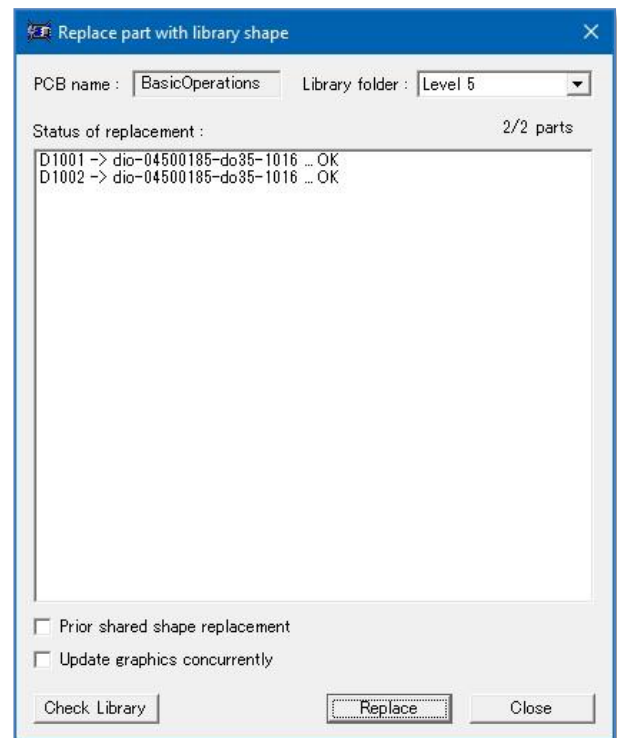 Replace part with library shape
PCB name : BasicOperations Library folder : Level 5
Status of replacement : 2/2 parts
D1001 -> dio-04500185-do35-1016 ... OK
D1002 -> dio-04500185-do35-1016 ... OK
Prior shared shape replacement
Update graphics concurrently
Check Library Replace Close